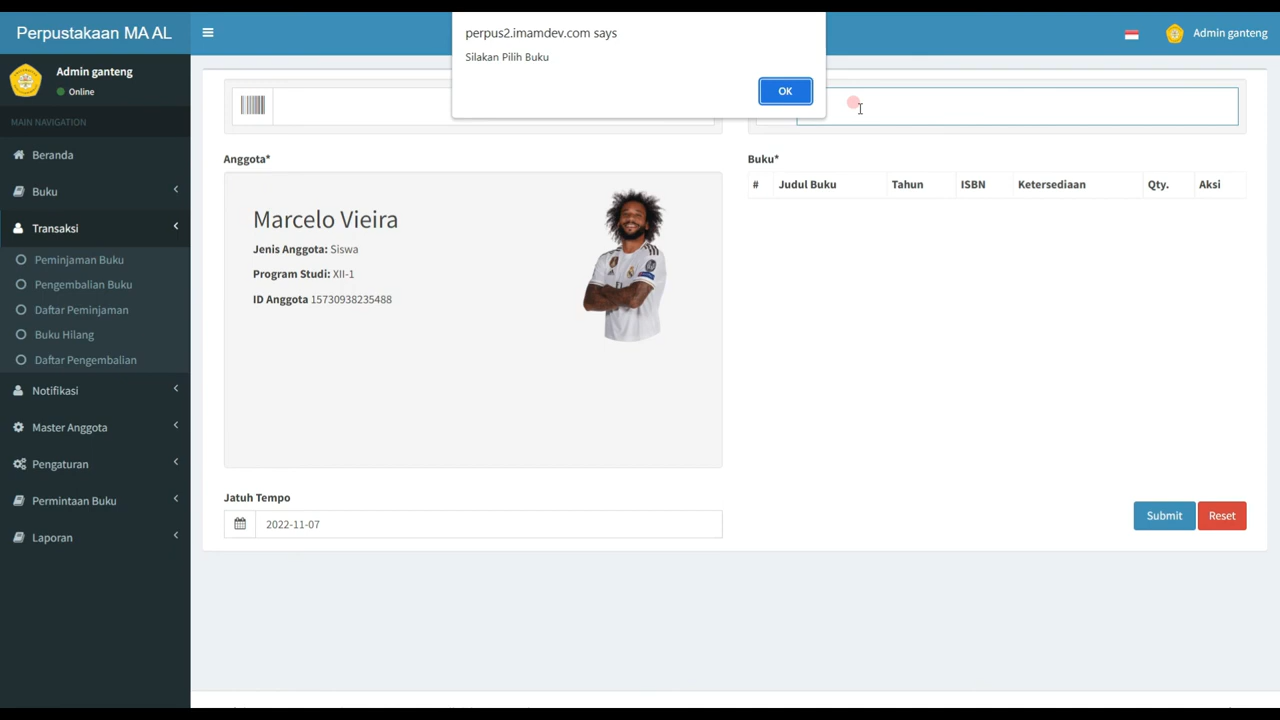 Perpustakaan MA AL
perpus2.imamdev.com says
Silakan Pilih Buku
OK
Admin ganteng
Admin ganteng
Online
MAIN NAVIGATION
Beranda
Buku
Transaksi
Peminjaman Buku
Pengembalian Buku
Daftar Peminjaman
Buku Hilang
Daftar Pengembalian
Notifikasi
Master Anggota
Pengaturan
Permintaan Buku
Laporan
Anggota*
Marcelo Vieira
Jenis Anggota: Siswa
Program Studi: XII-1
ID Anggota 15730938235488
Jatuh Tempo
2022-11-07
Buku*
# Judul Buku Tahun ISBN Ketersediaan Qty. Aksi
Submit Reset